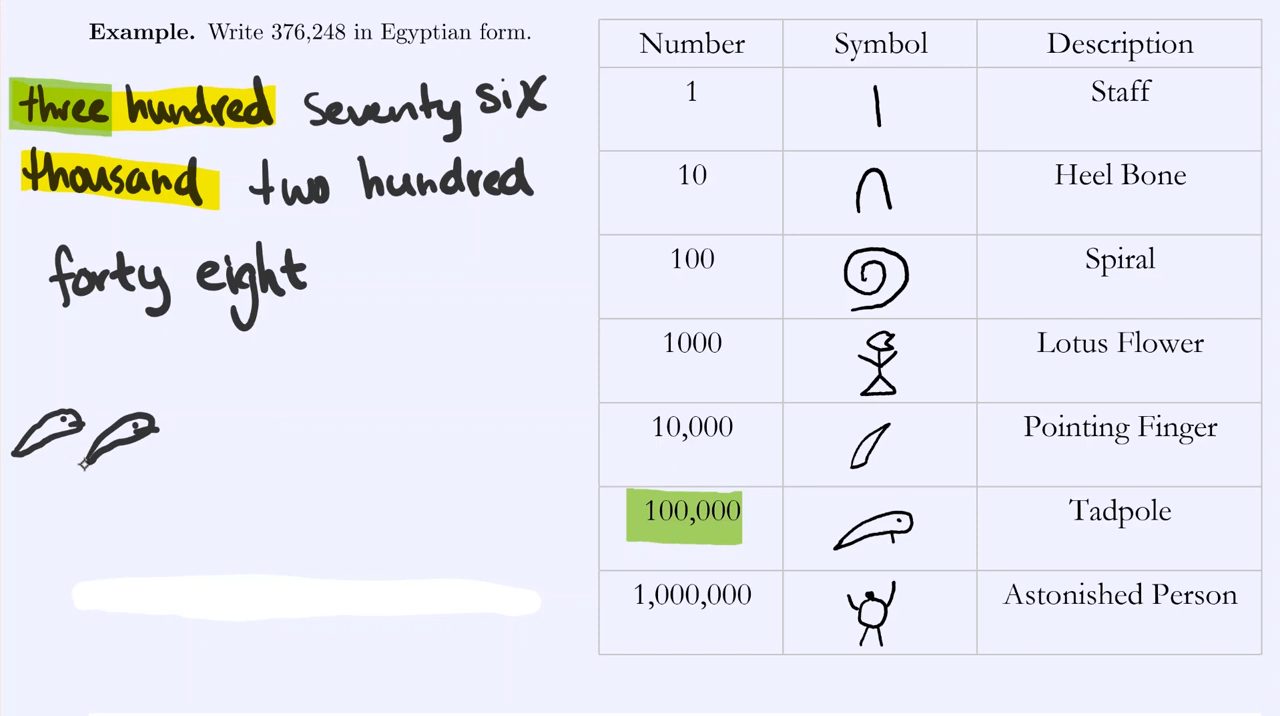 Example. Write 376,248 in Egyptian form.
three hundred seventy six
thousand two hundred
forty eight
Number Symbol Description
1 Staff
10 Heel Bone
100 Spiral
1000 Lotus Flower
10,000 Pointing Finger
100,000 Tadpole
1,000,000 Astonished Person